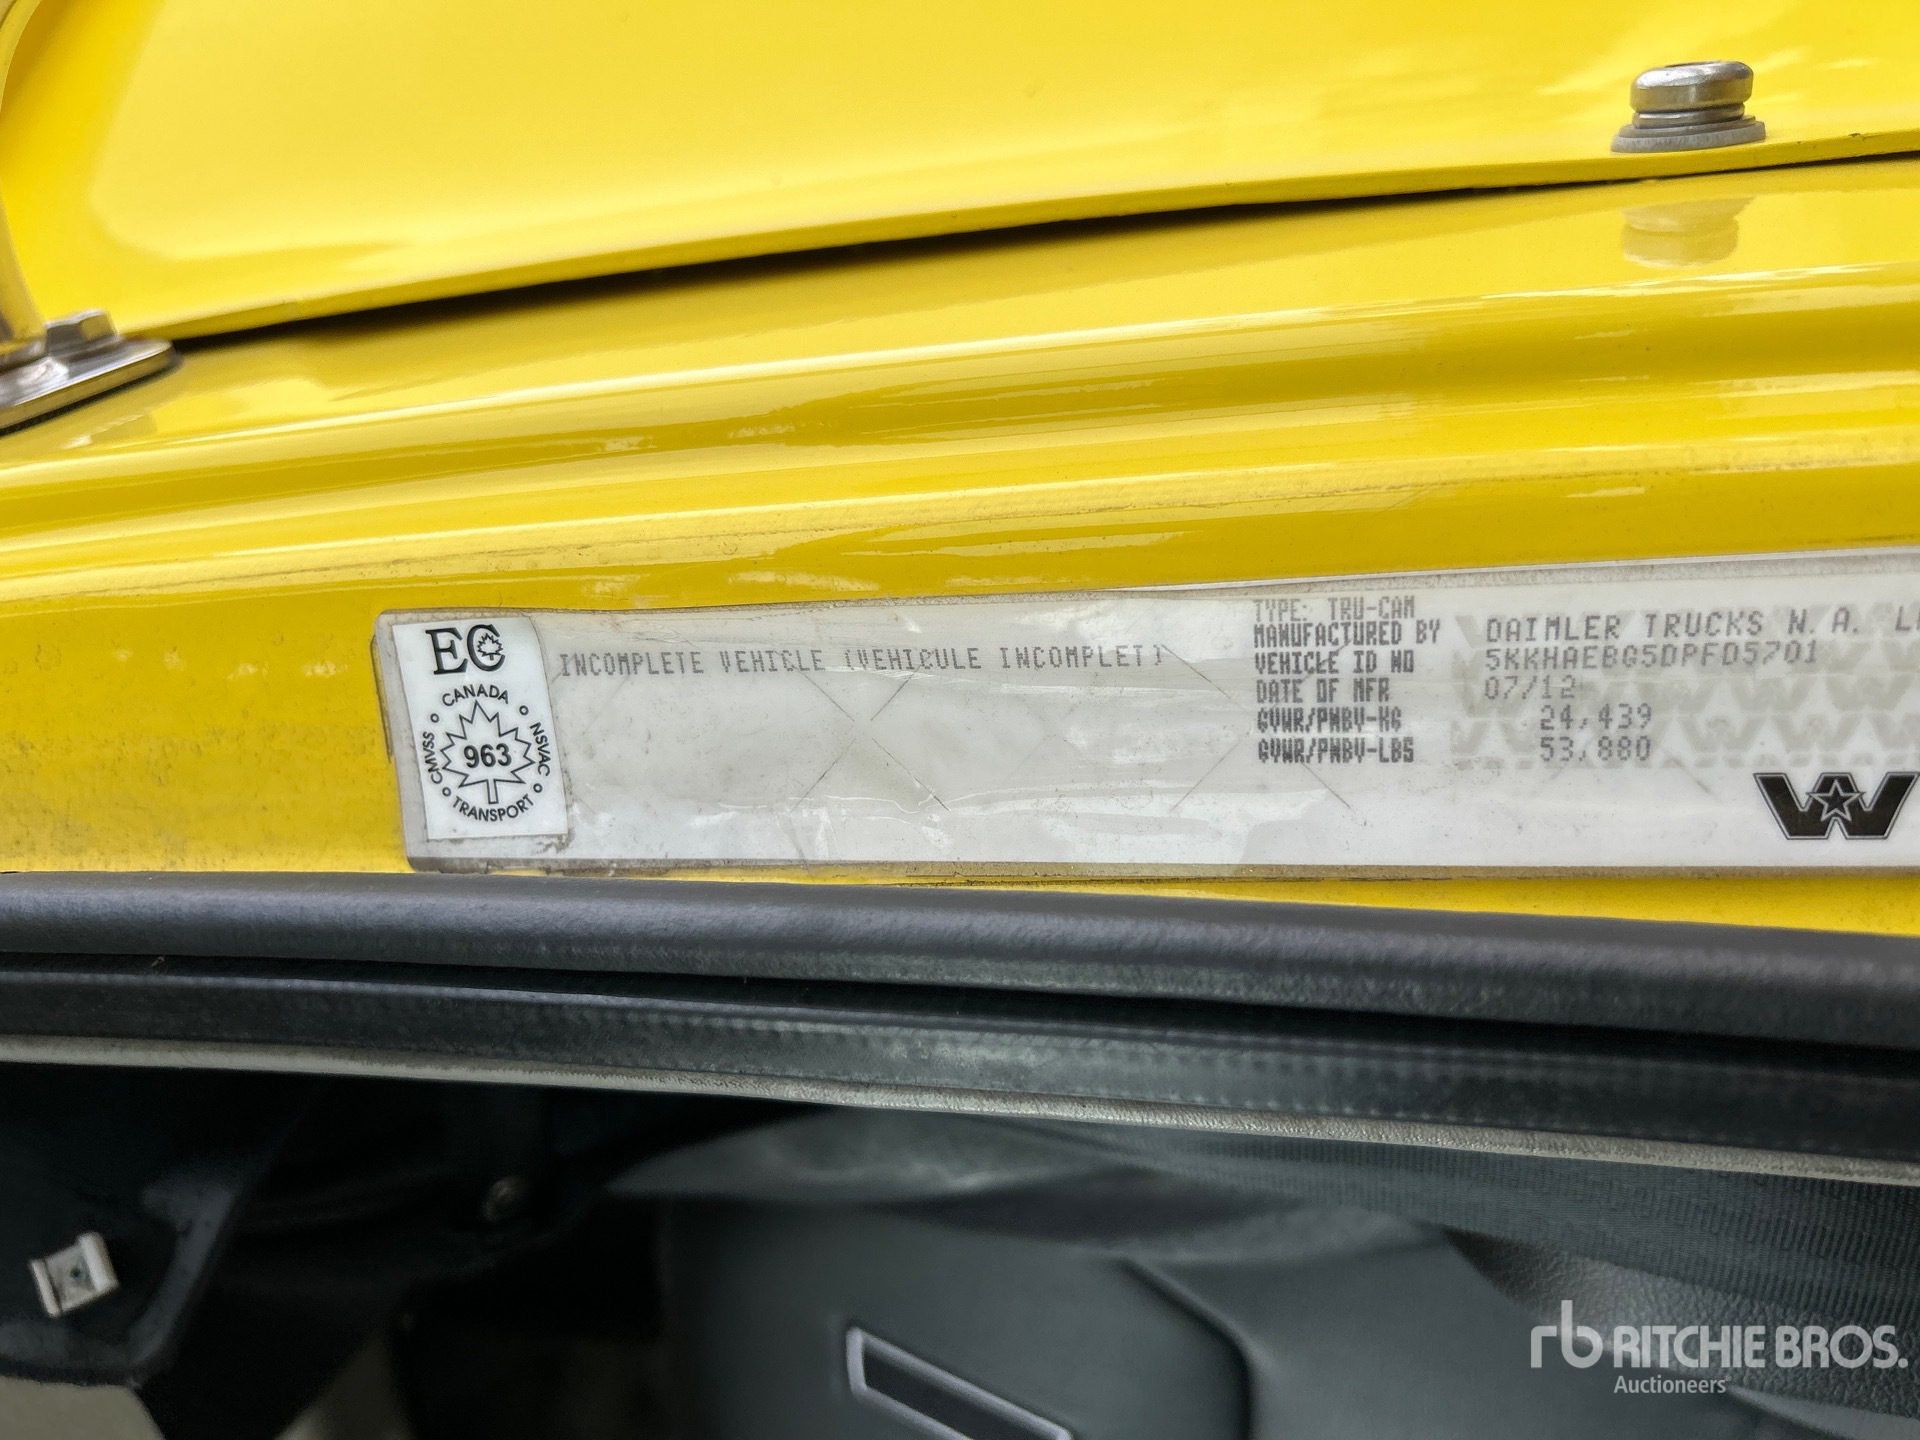 EC
CANADA
CMVSS
NSVAC
963
TRANSPORT
INCOMPLETE VEHICLE (VEHICULE INCOMPLET)
TYPE: TRU-CAM
MANUFACTURED BY DAIMLER TRUCKS N.A.
VEHICLE ID NO 5KKHAEBG5DPFD5701
DATE OF MFR 07/12
GVWR/PNBV-KG 24,439
GVWR/PNBV-LBS 53,880
W
rb RITCHIE BROS.
Auctioneers